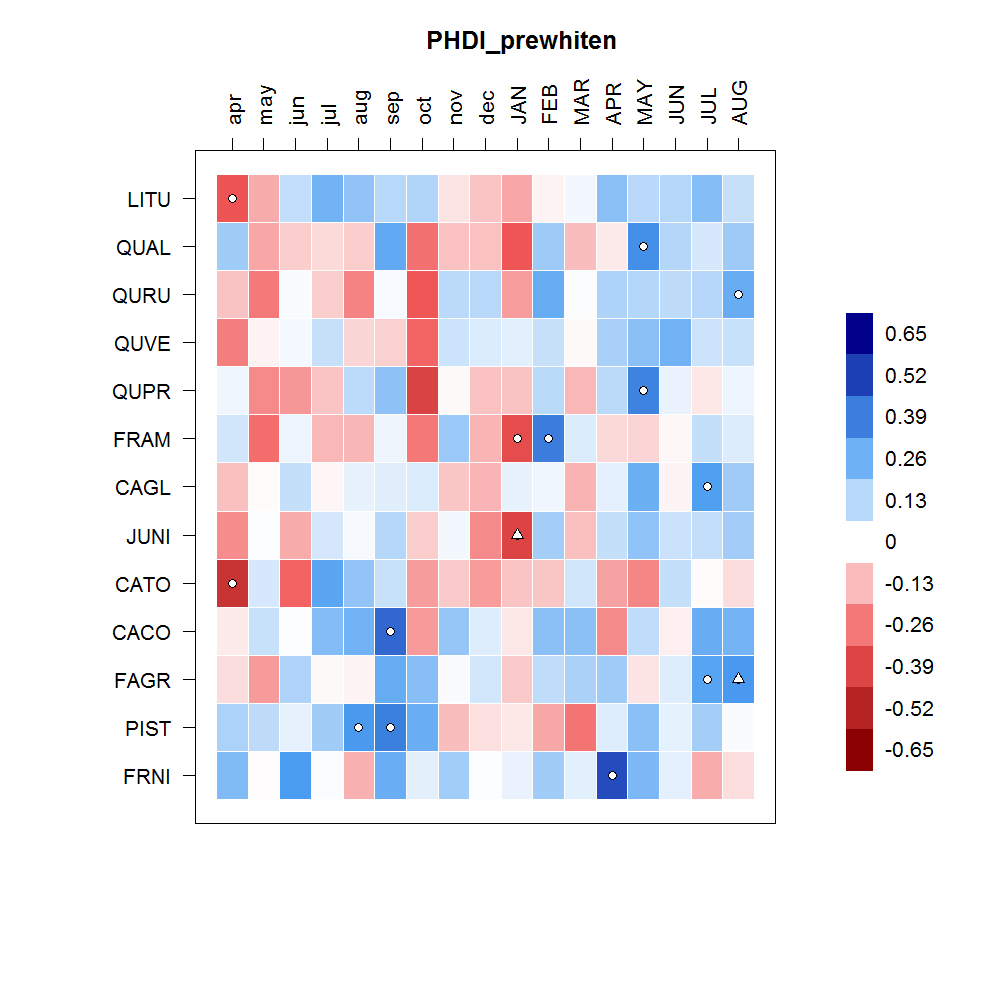 PHDI_prewhiten
apr may jun jul aug sep oct nov dec JAN FEB MAR APR MAY JUN JUL AUG
LITU
QUAL
QURU
QUVE
QUPR
FRAM
CAGL
JUNI
CATO
CACO
FAGR
PIST
FRNI
0.65
0.52
0.39
0.26
0.13
0
-0.13
-0.26
-0.39
-0.52
-0.65